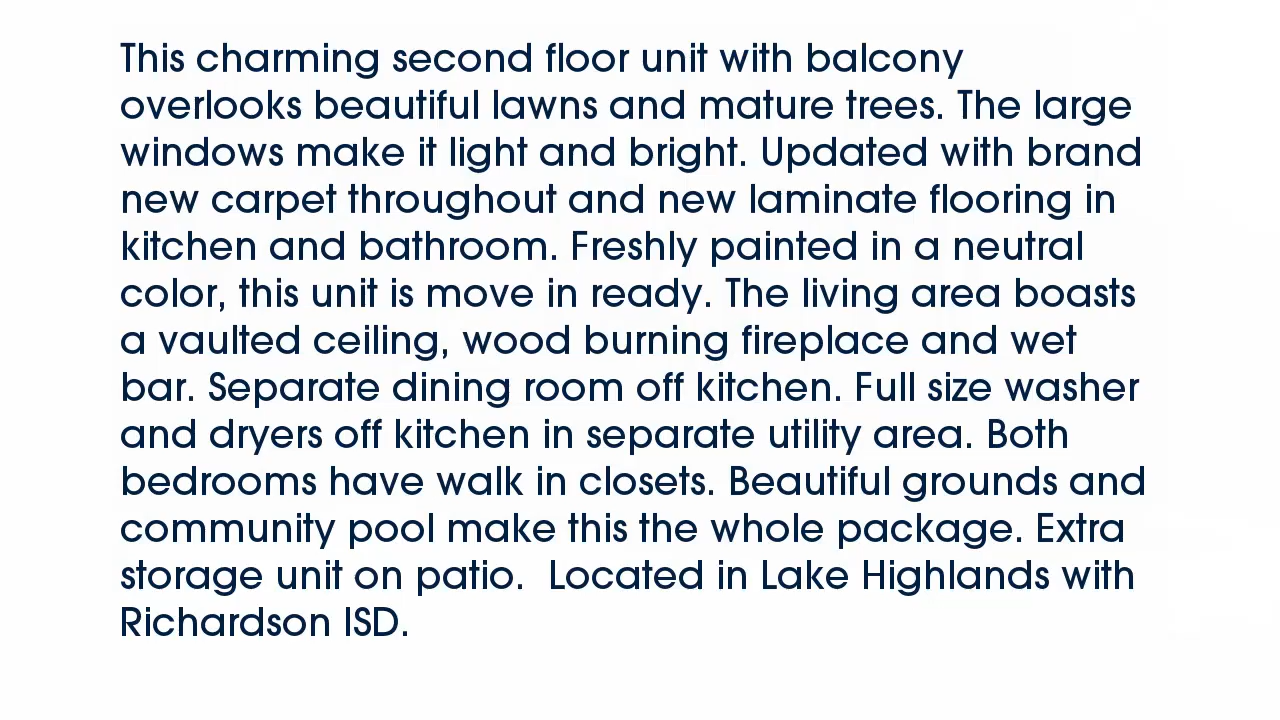 This charming second floor unit with balcony
overlooks beautiful lawns and mature trees. The large
windows make it light and bright. Updated with brand
new carpet throughout and new laminate flooring in
kitchen and bathroom. Freshly painted in a neutral
color, this unit is move in ready. The living area boasts
a vaulted ceiling, wood burning fireplace and wet
bar. Separate dining room off kitchen. Full size washer
and dryers off kitchen in separate utility area. Both
bedrooms have walk in closets. Beautiful grounds and
community pool make this the whole package. Extra
storage unit on patio.  Located in Lake Highlands with
Richardson ISD.